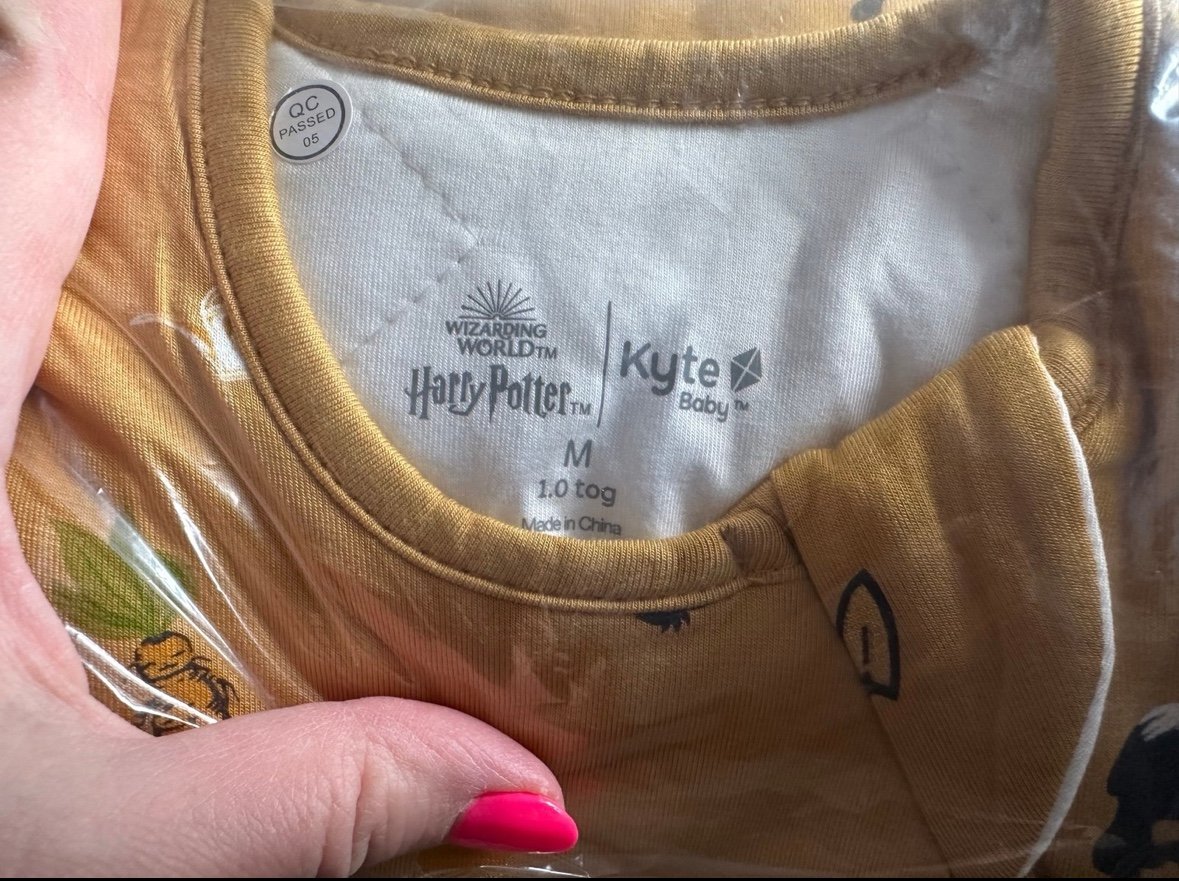 QC
PASSED
05
WIZARDING
WORLD™
Harry Potter™
Kyte
Baby™
M
1.0 tog
Made in China